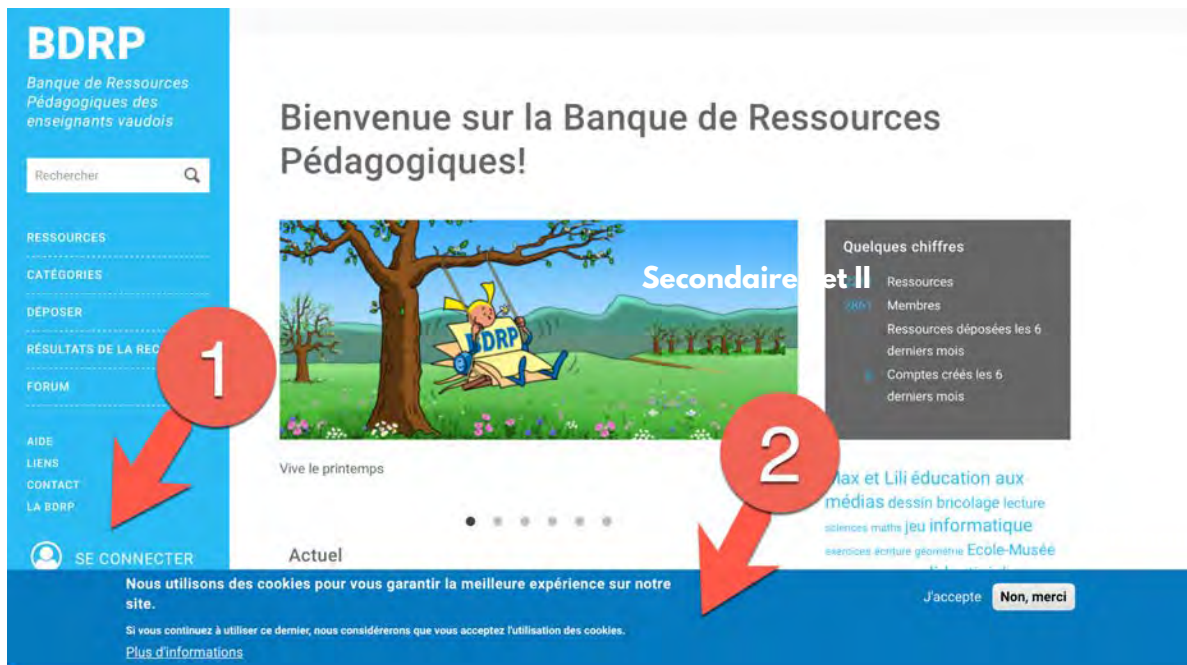 BDRP
Banque de Ressources
Pédagogiques des
enseignants vaudois
Rechercher
RESSOURCES
CATÉGORIES
DÉPOSER
RÉSULTATS DE LA REC
FORUM
AIDE
LIENS
CONTACT
LA BDRP
SE CONNECTER
1
Bienvenue sur la Banque de Ressources
Pédagogiques!
BDRP
Secondaire et II
Vive le printemps
Actuel
Quelques chiffres
Ressources
2861 Membres
Ressources déposées les 6
derniers mois
Comptes créés les 6
derniers mois
2
Max et Lili éducation aux
médias dessin bricolage lecture
sciences maths jeu informatique
exercices écriture géométrie Ecole-Musée
Nous utilisons des cookies pour vous garantir la meilleure expérience sur notre
site.
Si vous continuez à utiliser ce dernier, nous considérerons que vous acceptez l'utilisation des cookies.
Plus d'informations
J'accepte
Non, merci